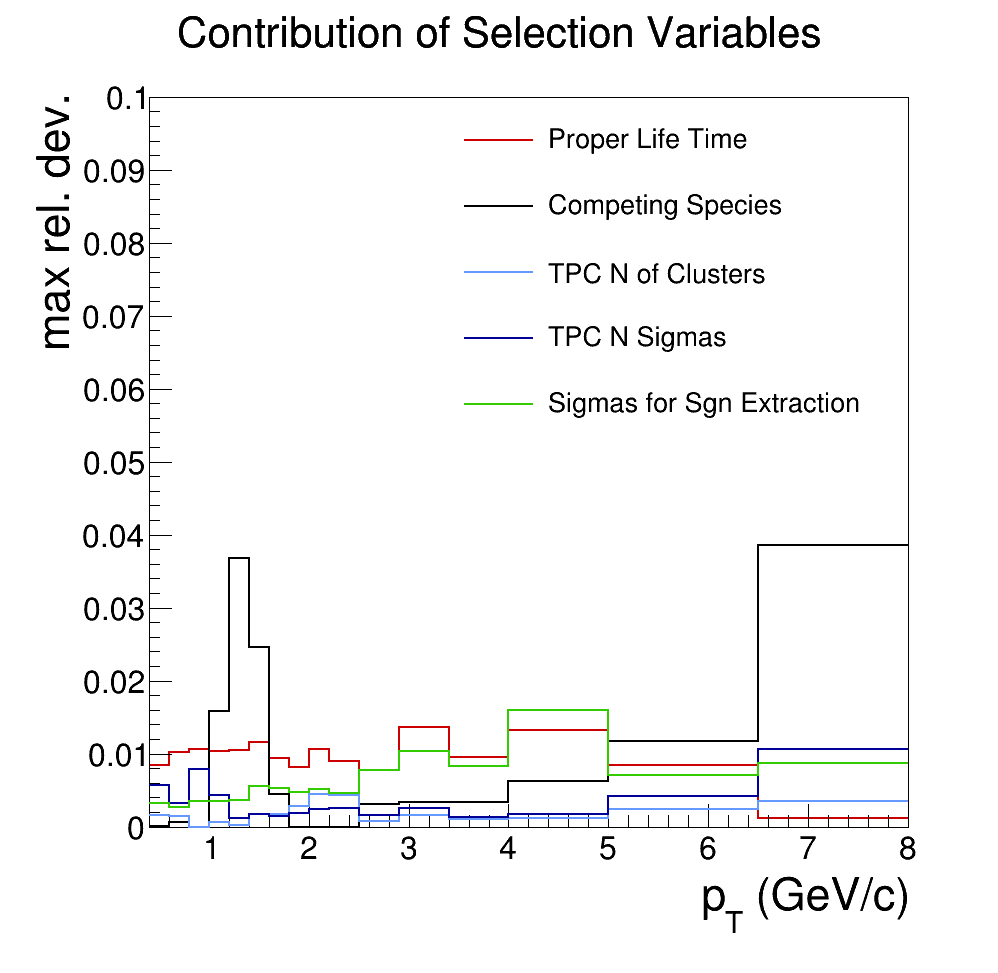 Contribution of Selection Variables
max rel. dev.
0.1
0.09
0.08
0.07
0.06
0.05
0.04
0.03
0.02
0.01
0
Proper Life Time
Competing Species
TPC N of Clusters
TPC N Sigmas
Sigmas for Sgn Extraction
1 2 3 4 5 6 7 8
p_T (GeV/c)